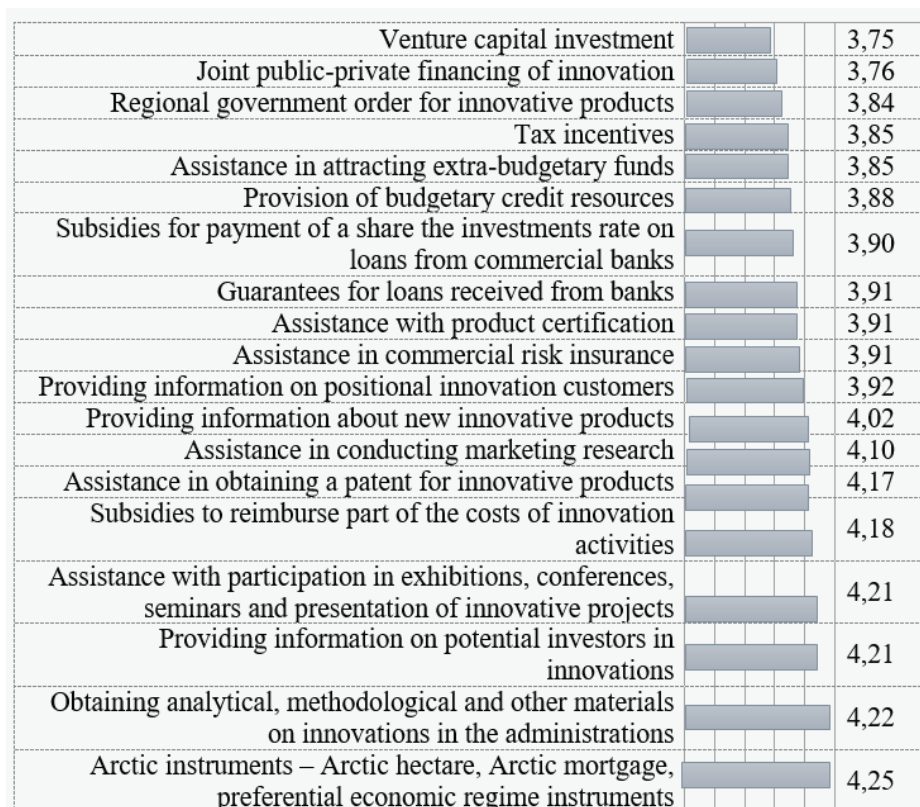 Venture capital investment 3,75
Joint public-private financing of innovation 3,76
Regional government order for innovative products 3,84
Tax incentives 3,85
Assistance in attracting extra-budgetary funds 3,85
Provision of budgetary credit resources 3,88
Subsidies for payment of a share the investments rate on
loans from commercial banks 3,90
Guarantees for loans received from banks 3,91
Assistance with product certification 3,91
Assistance in commercial risk insurance 3,91
Providing information on positional innovation customers 3,92
Providing information about new innovative products 4,02
Assistance in conducting marketing research 4,10
Assistance in obtaining a patent for innovative products 4,17
Subsidies to reimburse part of the costs of innovation
activities 4,18
Assistance with participation in exhibitions, conferences,
seminars and presentation of innovative projects 4,21
Providing information on potential investors in
innovations 4,21
Obtaining analytical, methodological and other materials
on innovations in the administrations 4,22
Arctic instruments – Arctic hectare, Arctic mortgage,
preferential economic regime instruments 4,25